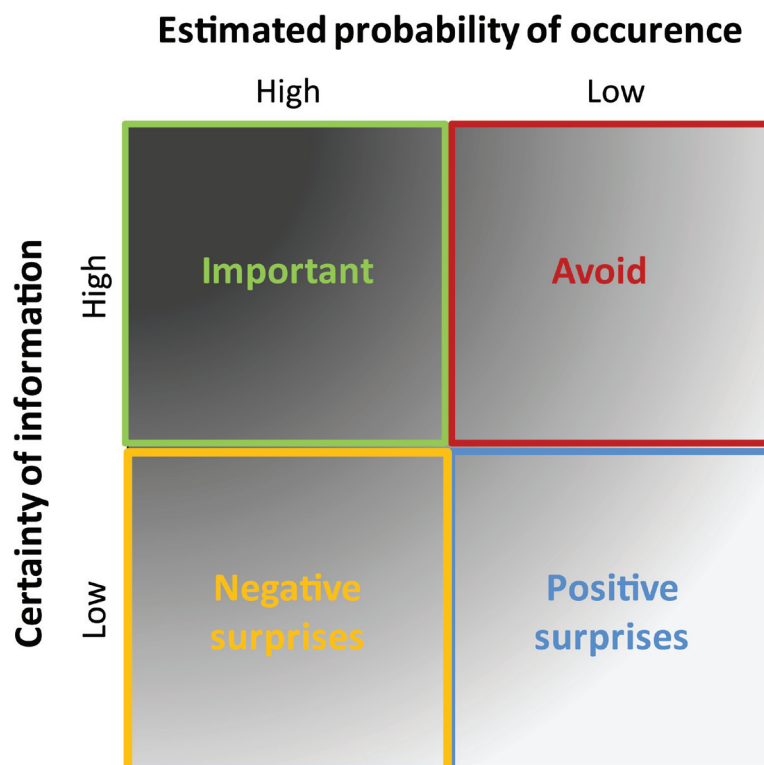 Estimated probability of occurence
High
Low
Certainty of information
High
Important
Avoid
Low
Negative
surprises
Positive
surprises